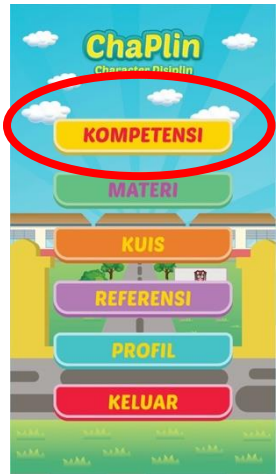 ChaPlin
Character Disiplin
KOMPETENSI
MATERI
KUIS
REFERENSI
PROFIL
KELUAR